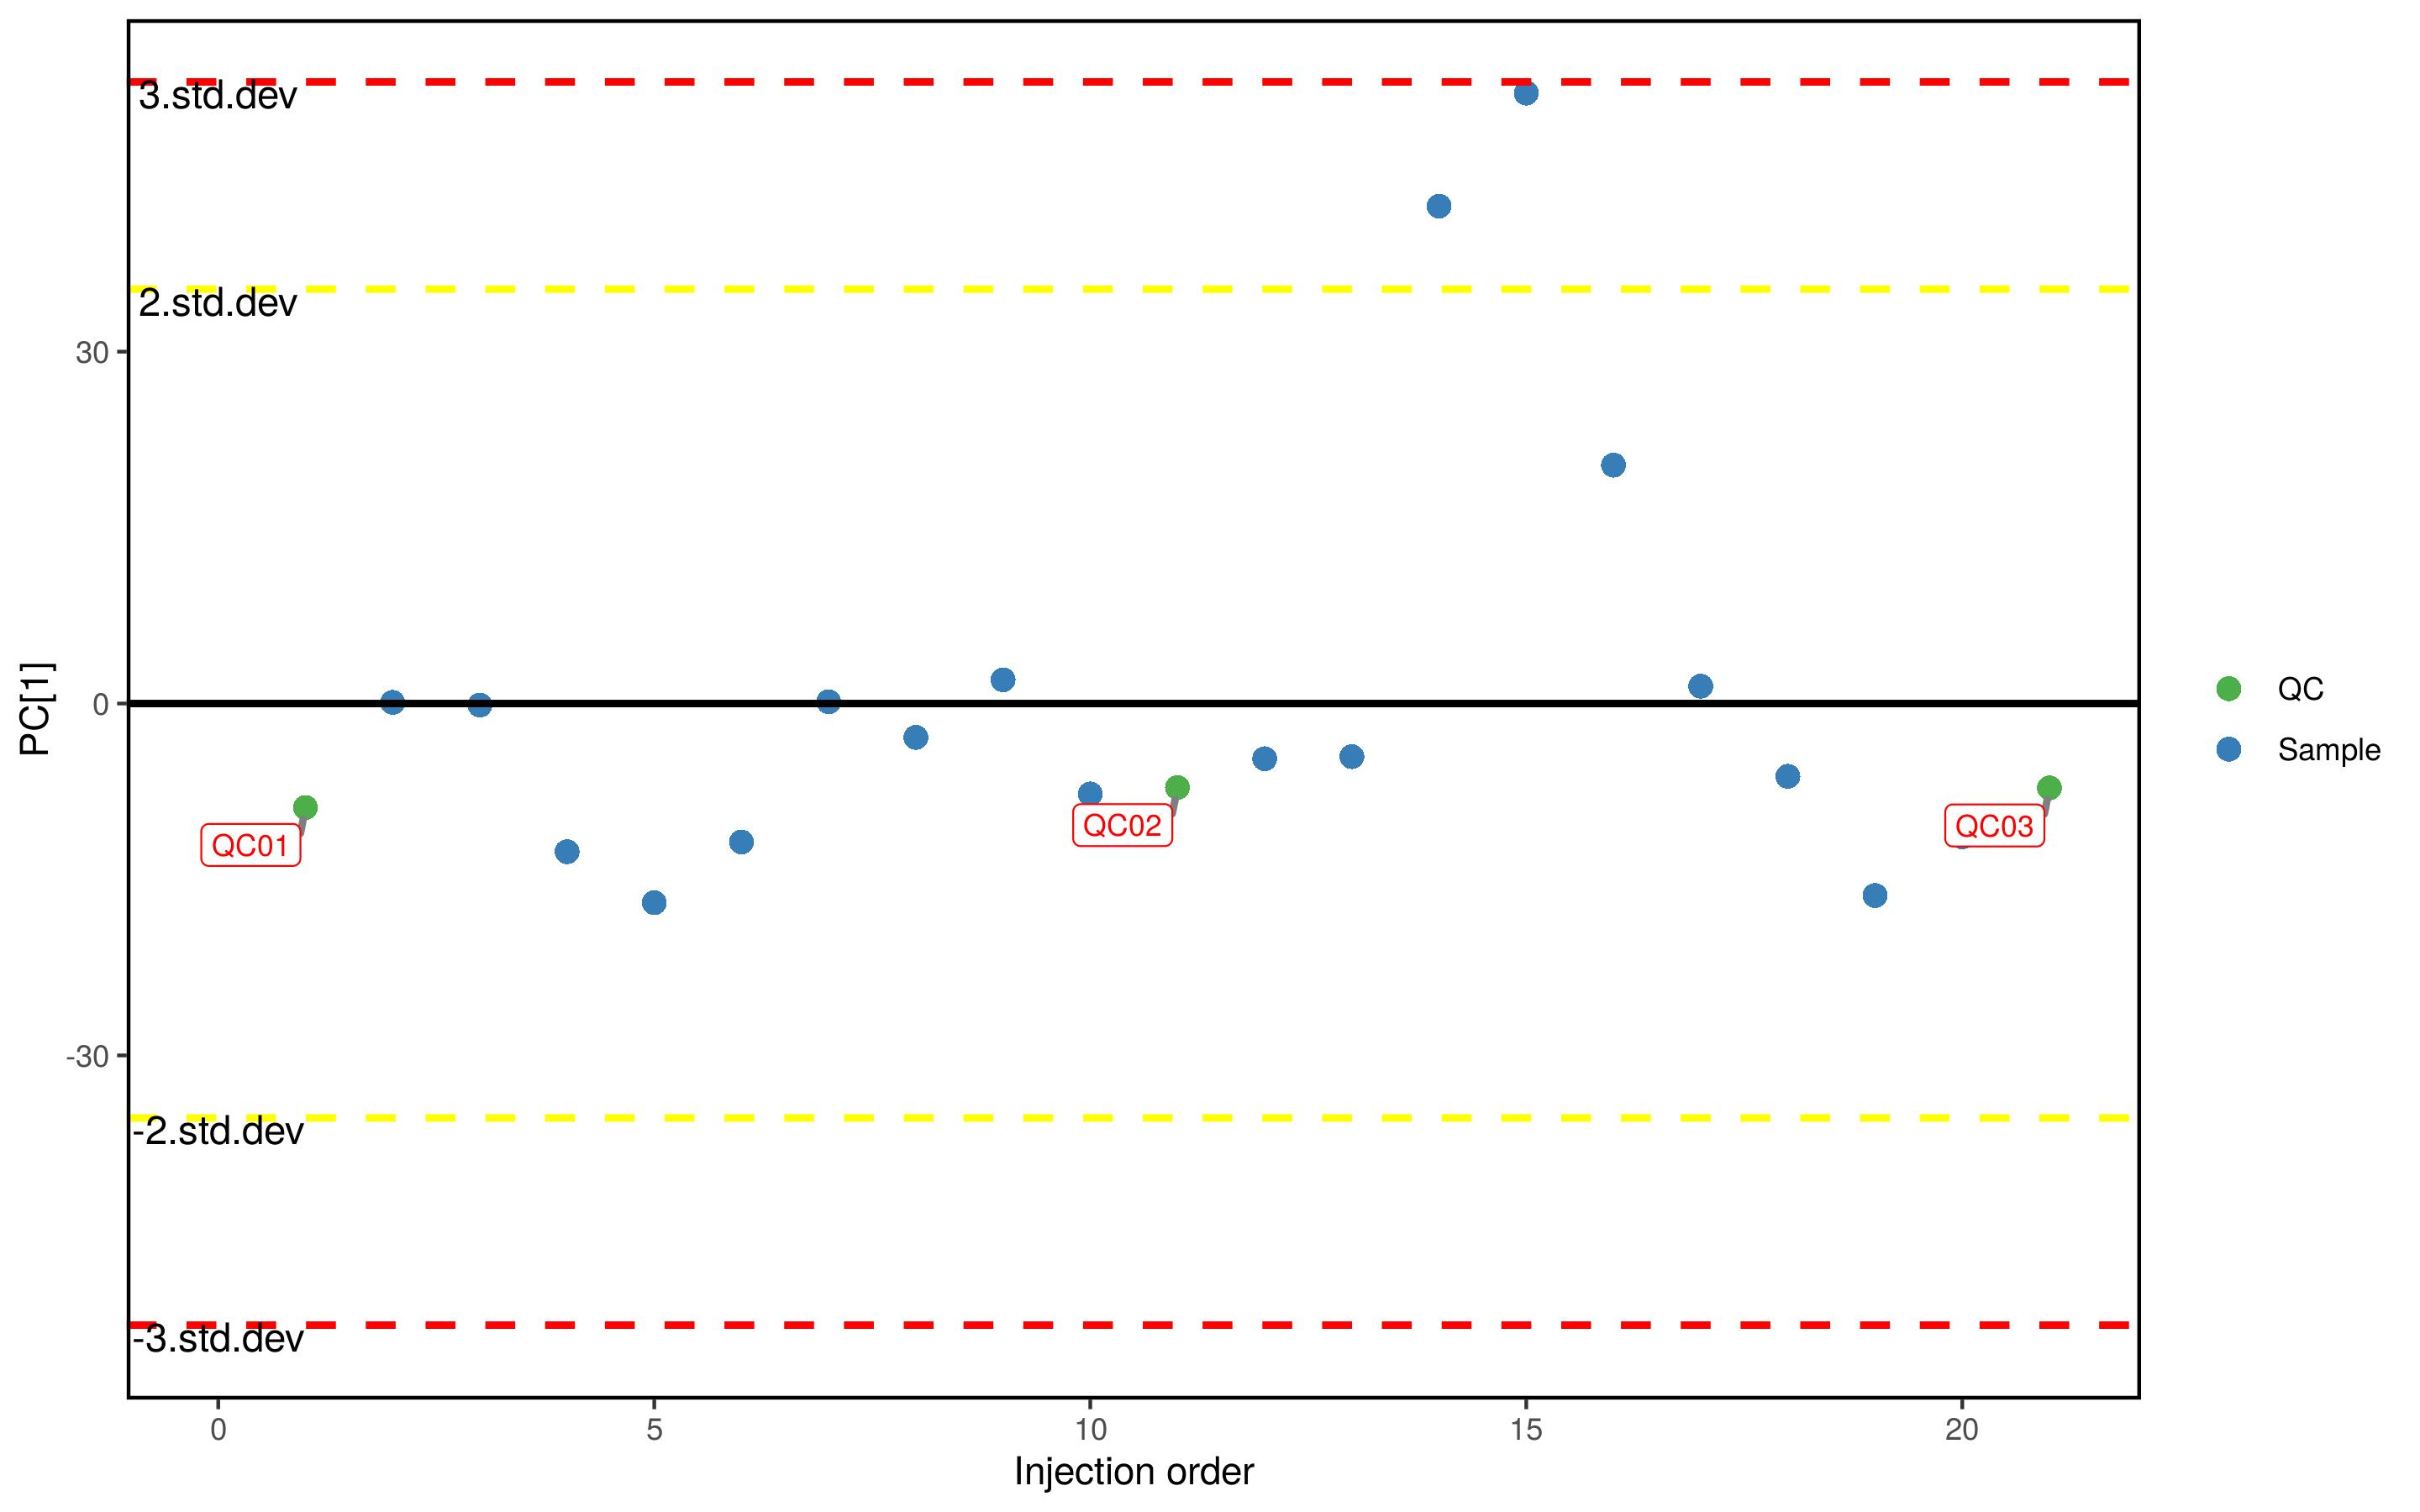 3.std.dev
2.std.dev
30
0
-30
-2.std.dev
-3.std.dev
PC[1]
QC01
QC02
QC03
0
5
10
15
20
Injection order
QC
Sample